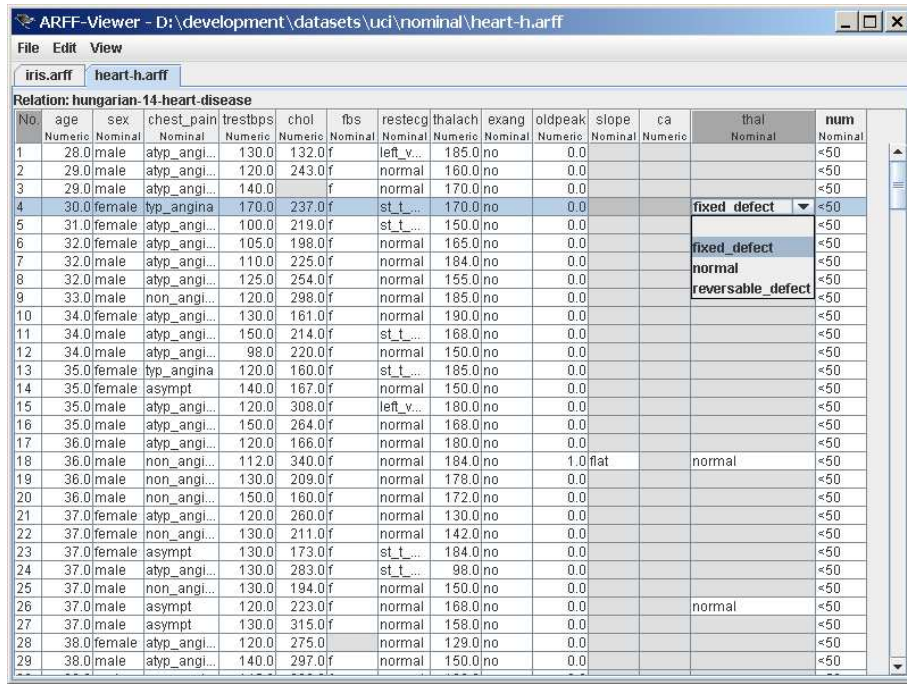 ARFF-Viewer - D:\development\datasets\uci\nominal\heart-h.arff
File Edit View
iris.arff heart-h.arff
Relation: hungarian-14-heart-disease
No. age sex chest_pain trestbps chol fbs restecg thalach exang oldpeak slope ca thal num
Numeric Nominal Nominal Numeric Numeric Nominal Nominal Numeric Nominal Numeric Nominal Numeric Nominal Nominal
1 28.0 male atyp_angi... 130.0 132.0 f left_v... 185.0 no 0.0 <50
2 29.0 male atyp_angi... 120.0 243.0 f normal 160.0 no 0.0 <50
3 29.0 male atyp_angi... 140.0 f normal 170.0 no 0.0 <50
4 30.0 female typ_angina 170.0 237.0 f st_t_... 170.0 no 0.0 fixed_defect <50
5 31.0 female atyp_angi... 100.0 219.0 f st_t_... 150.0 no 0.0 <50
6 32.0 female atyp_angi... 105.0 198.0 f normal 165.0 no 0.0 fixed_defect <50
7 32.0 male atyp_angi... 110.0 225.0 f normal 184.0 no 0.0 normal <50
8 32.0 male atyp_angi... 125.0 254.0 f normal 155.0 no 0.0 reversable_defect <50
9 33.0 male non_angi... 120.0 298.0 f normal 185.0 no 0.0 <50
10 34.0 female atyp_angi... 130.0 161.0 f normal 190.0 no 0.0 <50
11 34.0 male atyp_angi... 150.0 214.0 f st_t_... 168.0 no 0.0 <50
12 34.0 male atyp_angi... 98.0 220.0 f normal 150.0 no 0.0 <50
13 35.0 female typ_angina 120.0 160.0 f st_t_... 185.0 no 0.0 <50
14 35.0 female asympt 140.0 167.0 f normal 150.0 no 0.0 <50
15 35.0 male atyp_angi... 120.0 308.0 f left_v... 180.0 no 0.0 <50
16 35.0 male atyp_angi... 150.0 264.0 f normal 168.0 no 0.0 <50
17 36.0 male atyp_angi... 120.0 166.0 f normal 180.0 no 0.0 <50
18 36.0 male non_angi... 112.0 340.0 f normal 184.0 no 1.0 flat normal <50
19 36.0 male non_angi... 130.0 209.0 f normal 178.0 no 0.0 <50
20 36.0 male non_angi... 150.0 160.0 f normal 172.0 no 0.0 <50
21 37.0 female atyp_angi... 120.0 260.0 f normal 130.0 no 0.0 <50
22 37.0 female non_angi... 130.0 211.0 f normal 142.0 no 0.0 <50
23 37.0 female asympt 130.0 173.0 f st_t_... 184.0 no 0.0 <50
24 37.0 male atyp_angi... 130.0 283.0 f st_t_... 98.0 no 0.0 <50
25 37.0 male non_angi... 130.0 194.0 f normal 150.0 no 0.0 <50
26 37.0 male asympt 120.0 223.0 f normal 168.0 no 0.0 normal <50
27 37.0 male asympt 130.0 315.0 f normal 158.0 no 0.0 <50
28 38.0 female atyp_angi... 120.0 275.0 normal 129.0 no 0.0 <50
29 38.0 male atyp_angi... 140.0 297.0 f normal 150.0 no 0.0 <50